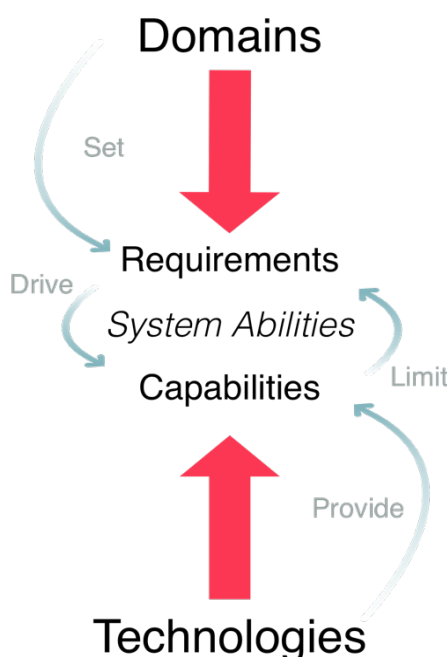 Domains
Set
Requirements
Drive
System Abilities
Capabilities
Limit
Provide
Technologies